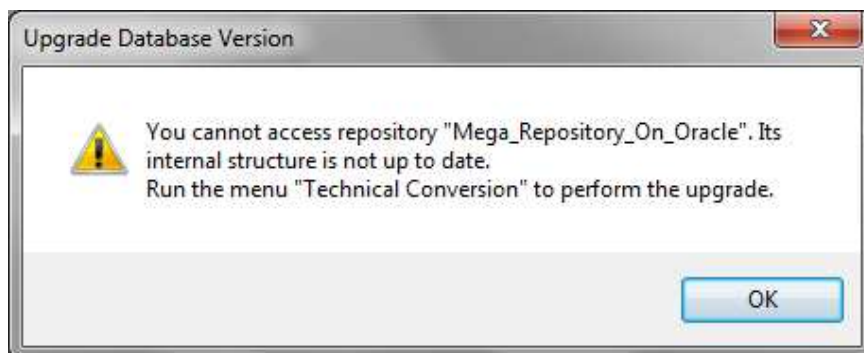 Upgrade Database Version
You cannot access repository "Mega_Repository_On_Oracle". Its
internal structure is not up to date.
Run the menu "Technical Conversion" to perform the upgrade.
OK